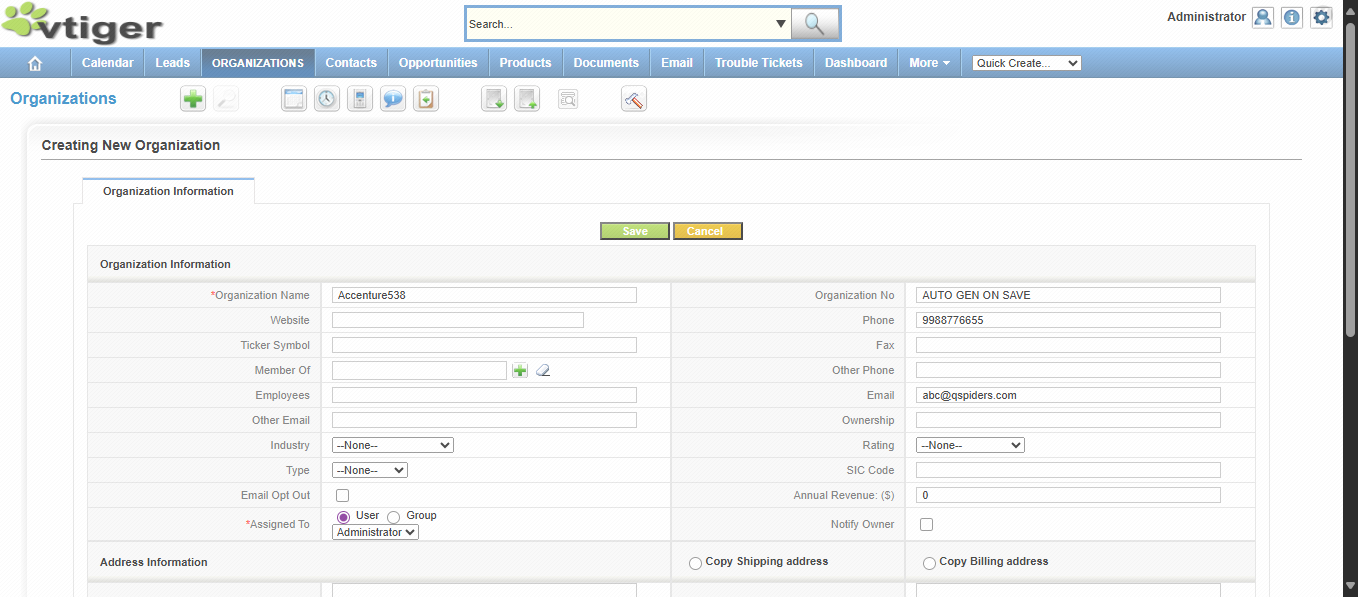 vtiger
Search...
Administrator
Calendar Leads ORGANIZATIONS Contacts Opportunities Products Documents Email Trouble Tickets Dashboard More Quick Create...
Organizations
Creating New Organization
Organization Information
Save Cancel
Organization Information
*Organization Name Accenture538 Organization No AUTO GEN ON SAVE
Website Phone 9988776655
Ticker Symbol Fax
Member Of Other Phone
Employees Email abc@qspiders.com
Other Email Ownership
Industry --None-- Rating --None--
Type --None-- SIC Code
Email Opt Out Annual Revenue: ($) 0
*Assigned To User Group Notify Owner
Administrator
Address Information Copy Shipping address Copy Billing address